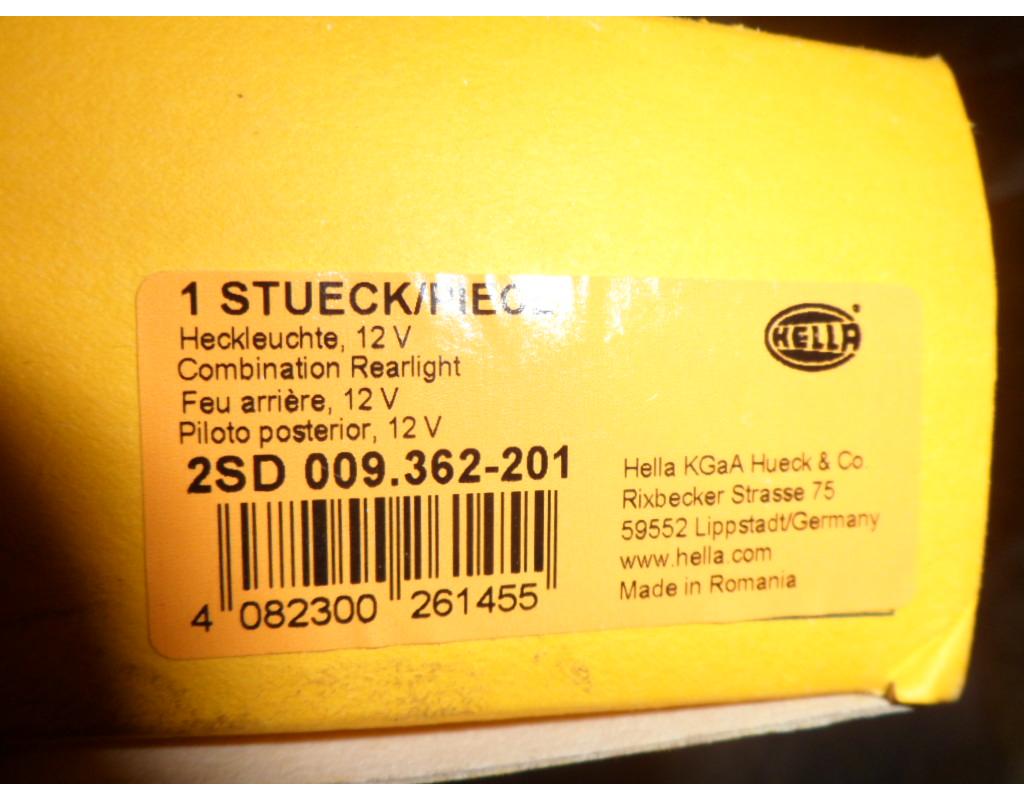 1 STUECK/PIECE
Heckleuchte, 12 V
Combination Rearlight
Feu arrière, 12 V
Piloto posterior, 12 V
2SD 009.362-201
4 082300 261455
HELLA
Hella KGaA Hueck & Co.
Rixbecker Strasse 75
59552 Lippstadt/Germany
www.hella.com
Made in Romania